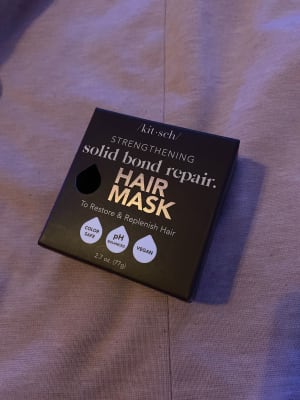 /kit·sch/
STRENGTHENING
solid bond repair.
HAIR
MASK
To Restore & Replenish Hair
COLOR
SAFE
pH
BALANCED
VEGAN
2.7 oz. (77g)